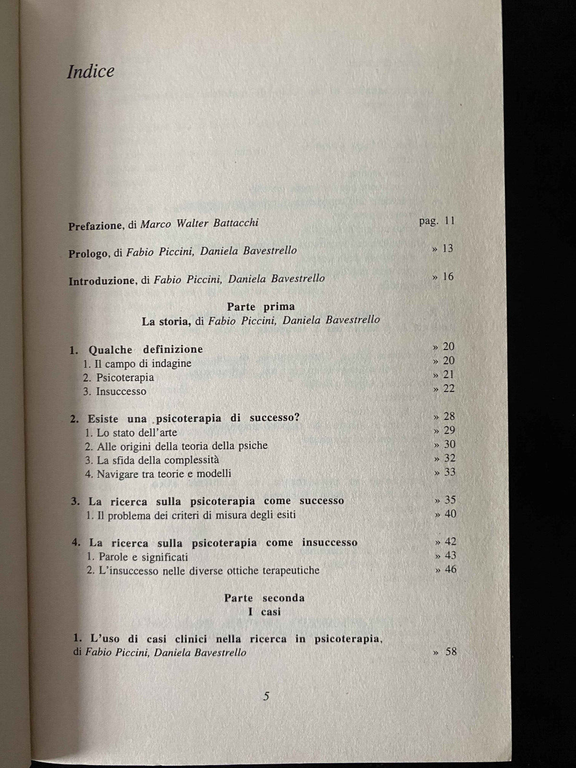 Indice
Prefazione, di Marco Walter Battacchi pag. 11
Prologo, di Fabio Piccini, Daniela Bavestrello » 13
Introduzione, di Fabio Piccini, Daniela Bavestrello » 16
Parte prima
La storia, di Fabio Piccini, Daniela Bavestrello
1. Qualche definizione » 20
1. Il campo di indagine » 20
2. Psicoterapia » 21
3. Insuccesso » 22
2. Esiste una psicoterapia di successo? » 28
1. Lo stato dell'arte » 29
2. Alle origini della teoria della psiche » 30
3. La sfida della complessità » 32
4. Navigare tra teorie e modelli » 33
3. La ricerca sulla psicoterapia come successo » 35
1. Il problema dei criteri di misura degli esiti » 40
4. La ricerca sulla psicoterapia come insuccesso » 42
1. Parole e significati » 43
2. L'insuccesso nelle diverse ottiche terapeutiche » 46
Parte seconda
I casi
1. L'uso di casi clinici nella ricerca in psicoterapia,
di Fabio Piccini, Daniela Bavestrello » 58
5